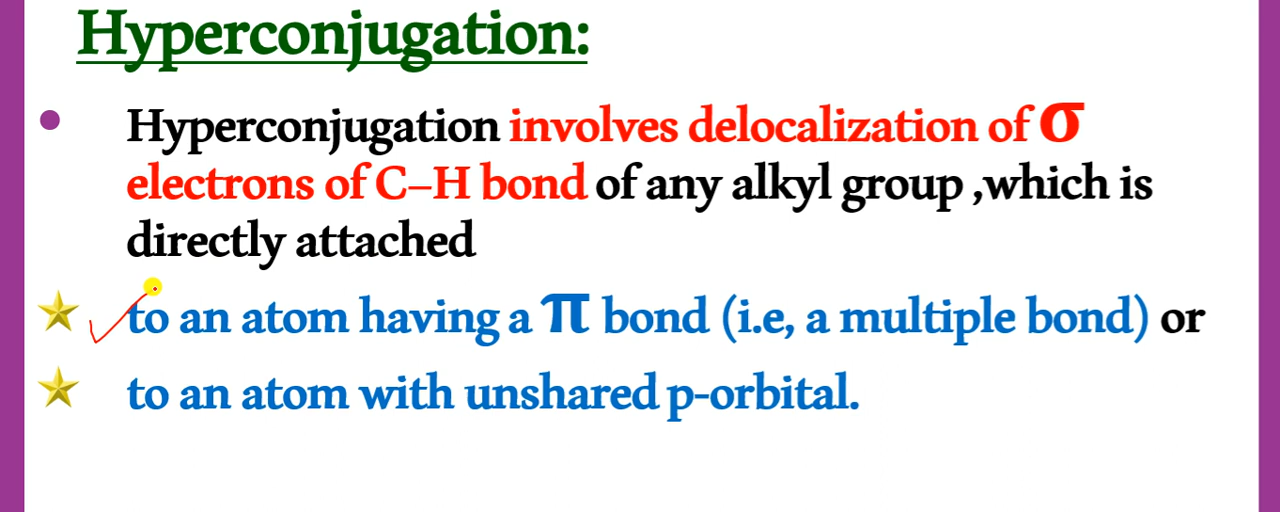 Hyperconjugation:
Hyperconjugation involves delocalization of σ
electrons of C–H bond of any alkyl group ,which is
directly attached
to an atom having a π bond (i.e, a multiple bond) or
to an atom with unshared p-orbital.